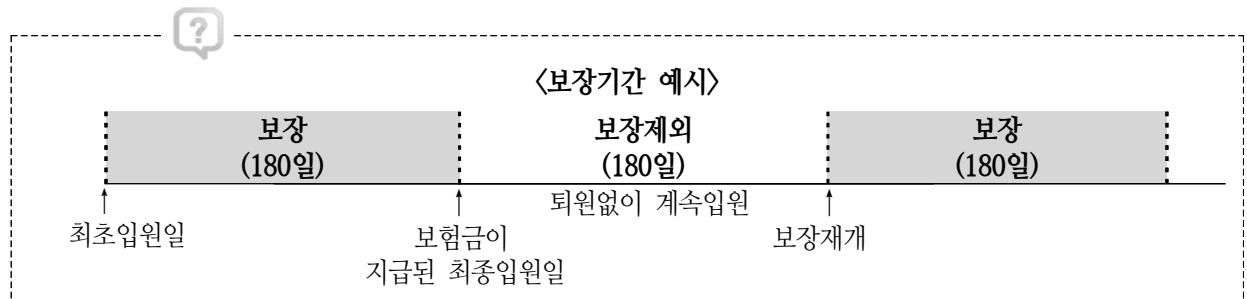 ?
〈보장기간 예시〉
보장 보장제외 보장
(180일) (180일) (180일)
퇴원없이 계속입원
최초입원일 보험금이 보장재개
지급된 최종입원일